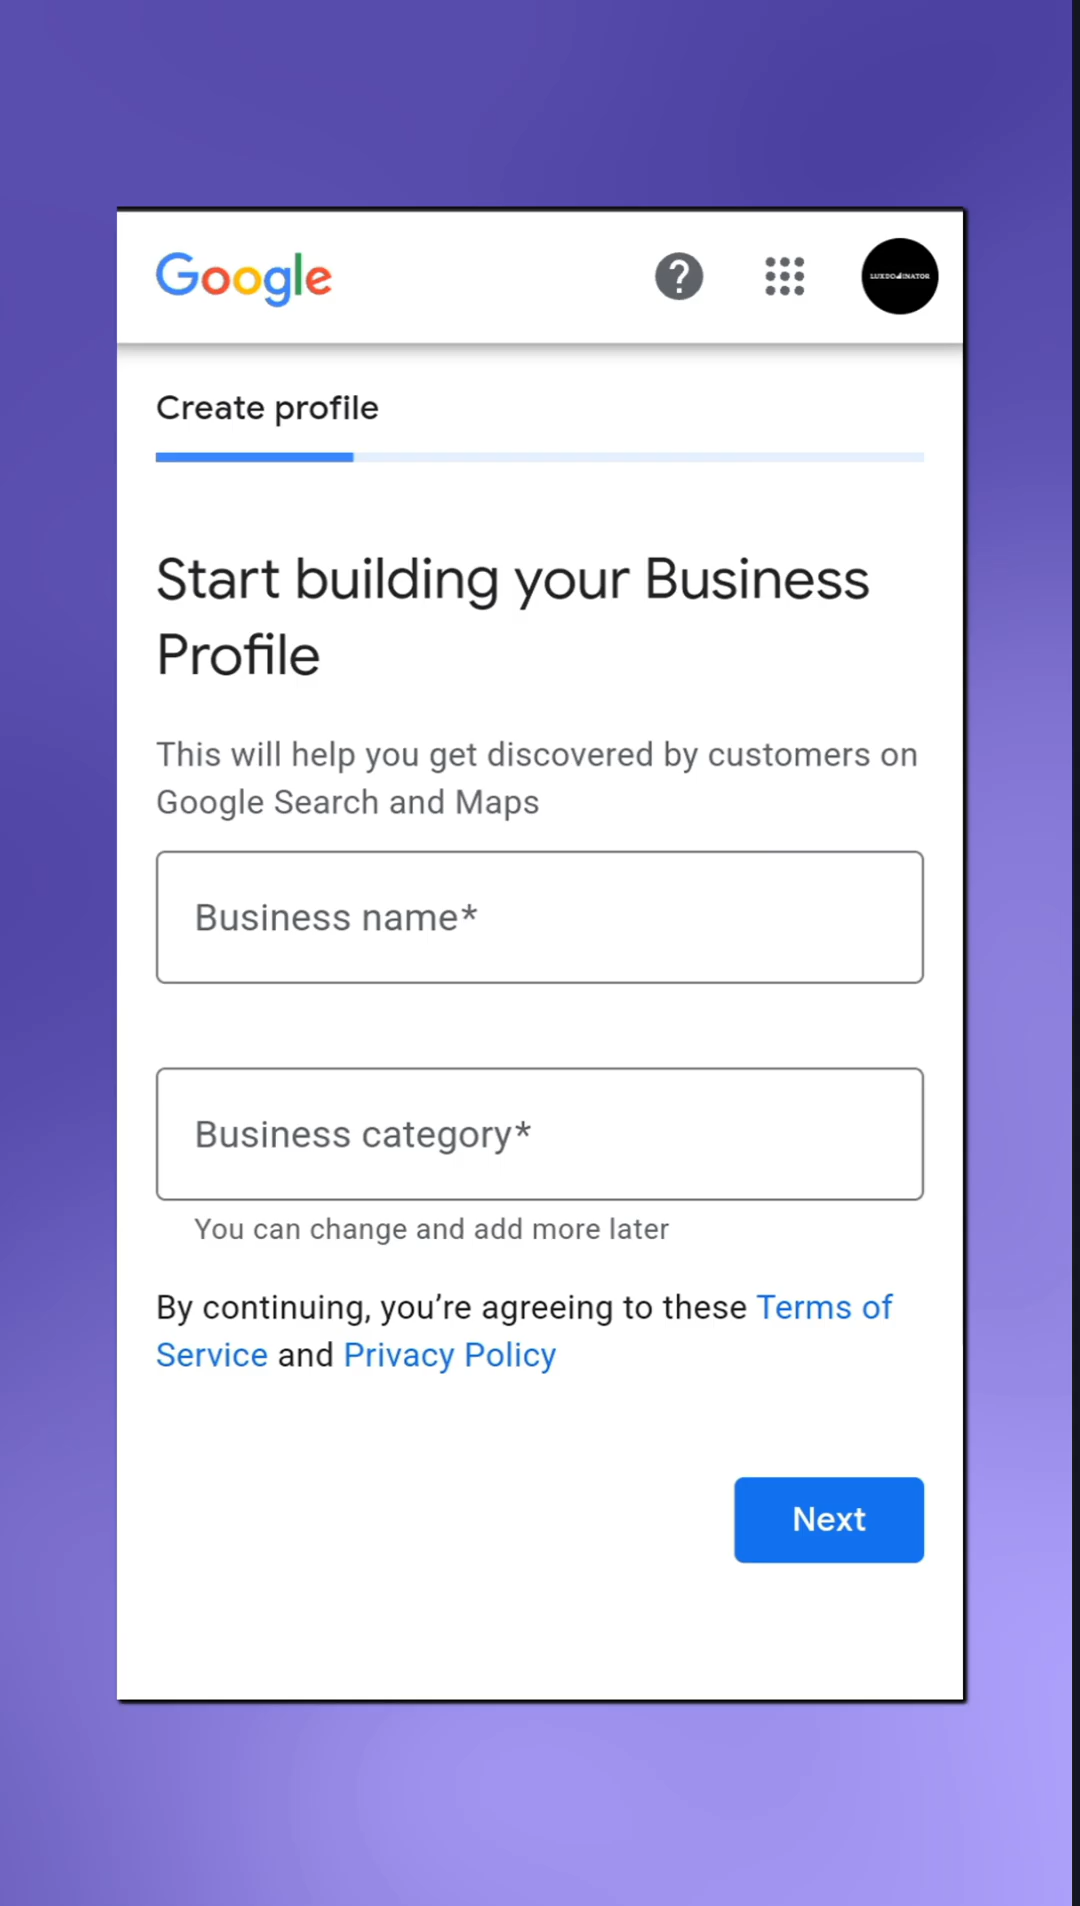 Google
Create profile
Start building your Business
Profile
This will help you get discovered by customers on
Google Search and Maps
Business name*
Business category*
You can change and add more later
By continuing, you’re agreeing to these Terms of
Service and Privacy Policy
Next